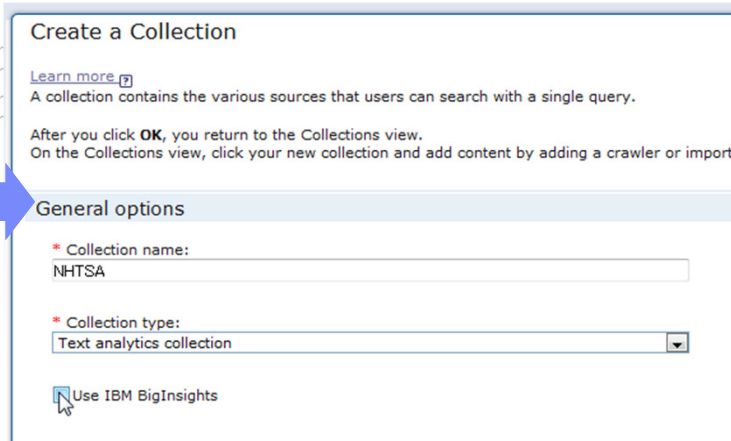 Create a Collection
Learn more
A collection contains the various sources that users can search with a single query.
After you click OK, you return to the Collections view.
On the Collections view, click your new collection and add content by adding a crawler or import
General options
* Collection name:
NHTSA
* Collection type:
Text analytics collection
Use IBM BigInsights